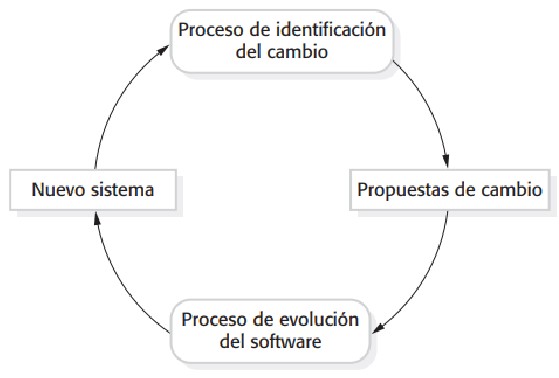 Proceso de identificación
del cambio
Nuevo sistema
Propuestas de cambio
Proceso de evolución
del software